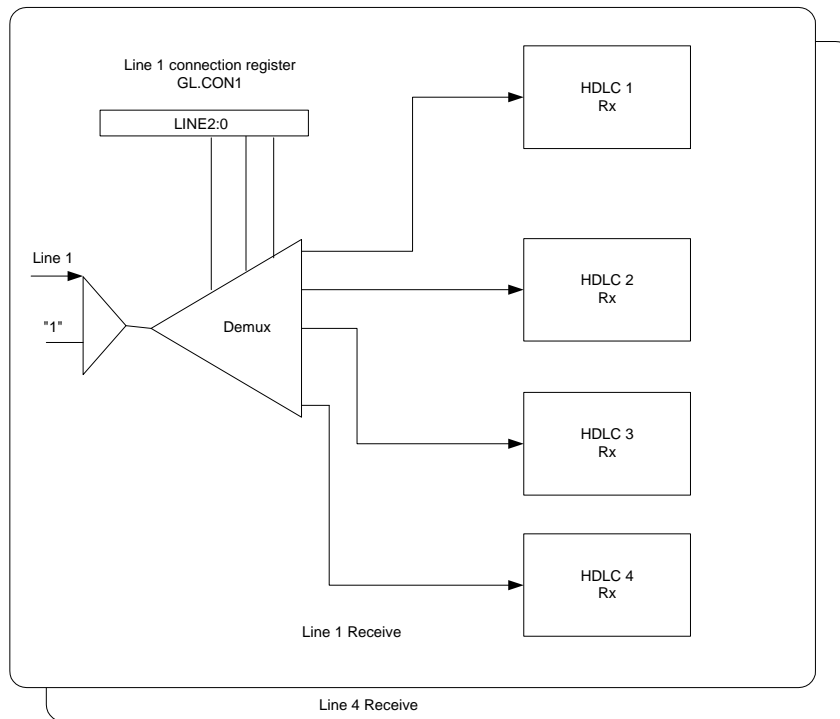 Line 1 connection register
GL.CON1
LINE2:0
HDLC 1
Rx
Line 1
"1"
Demux
HDLC 2
Rx
HDLC 3
Rx
HDLC 4
Rx
Line 1 Receive
Line 4 Receive